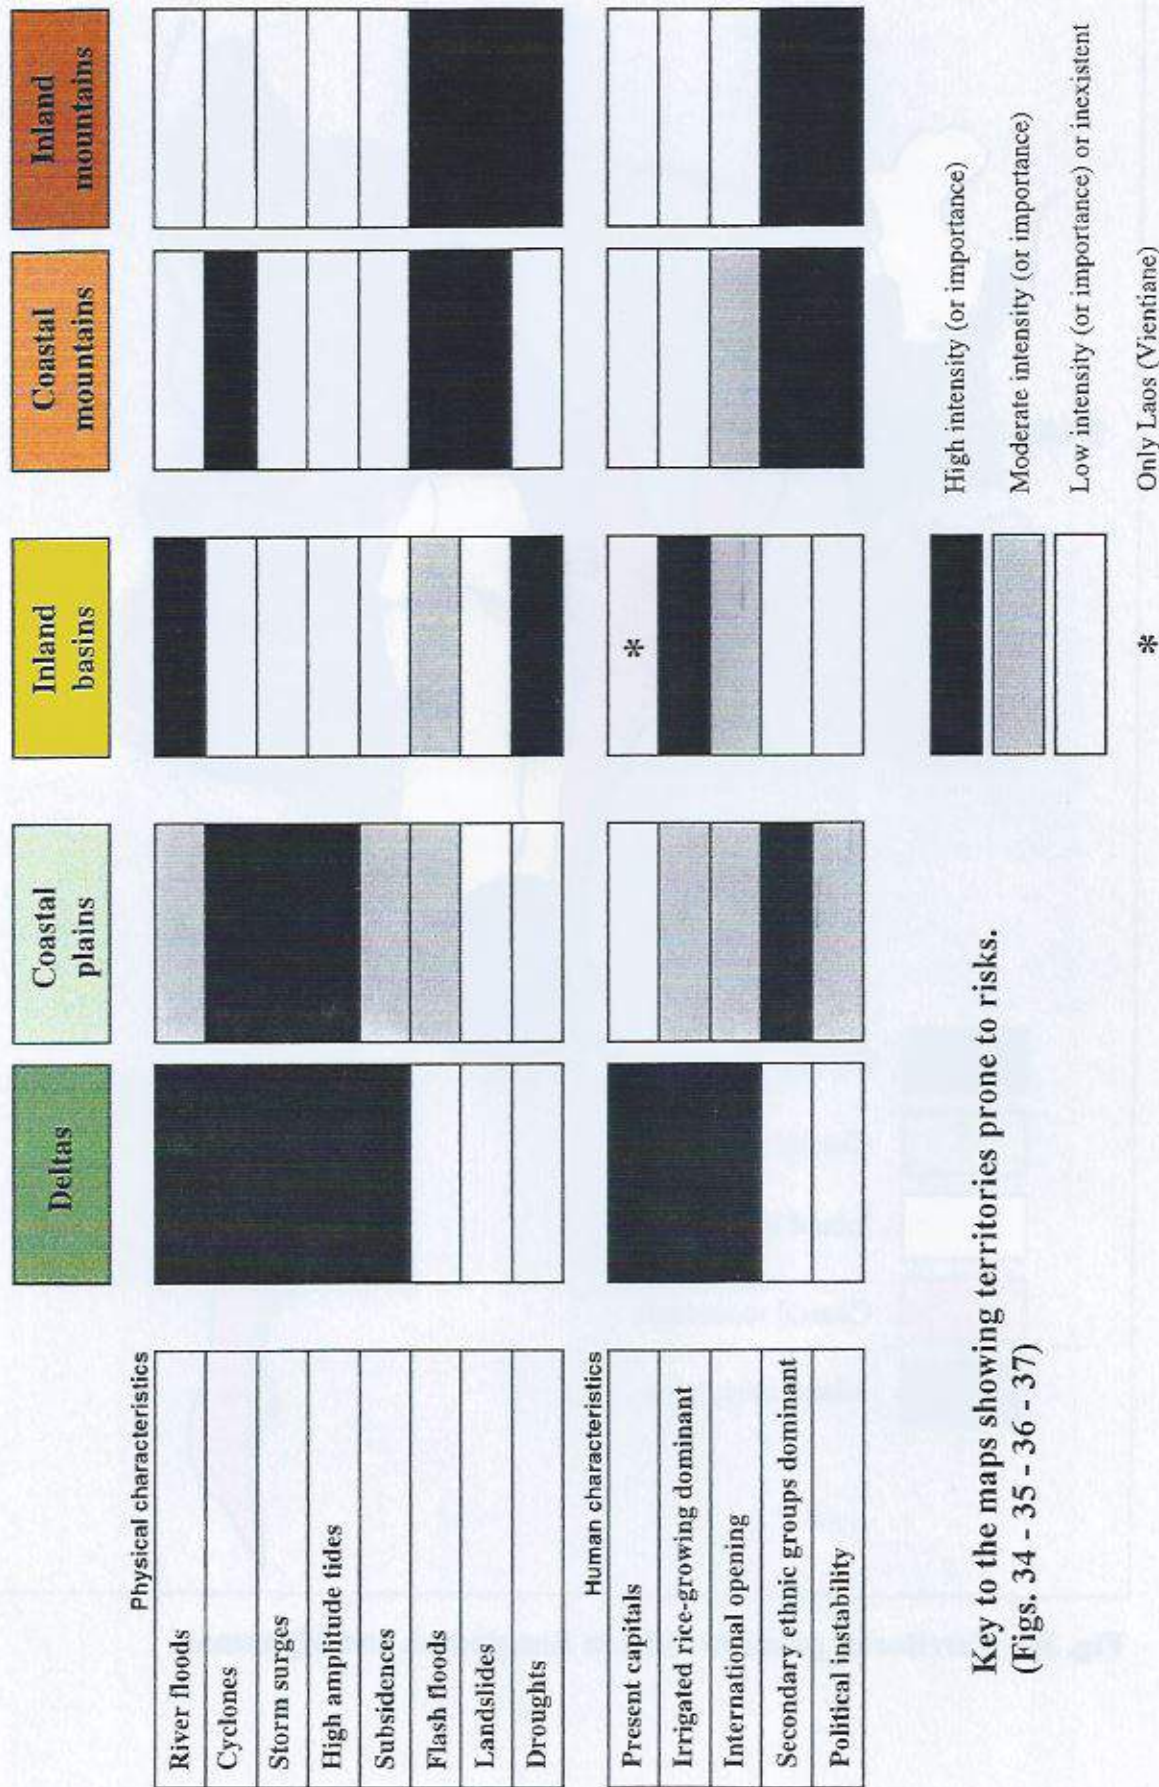 Deltas
Coastal
plains
Inland
basins
Coastal
mountains
Inland
mountains
Physical characteristics
River floods
Cyclones
Storm surges
High amplitude tides
Subsidences
Flash floods
Landslides
Droughts
Human characteristics
Present capitals
*
Irrigated rice-growing dominant
International opening
Secondary ethnic groups dominant
Political instability
High intensity (or importance)
Moderate intensity (or importance)
Low intensity (or importance) or inexistent
* Only Laos (Vientiane)
Key to the maps showing territories prone to risks.
(Figs. 34 - 35 - 36 - 37)